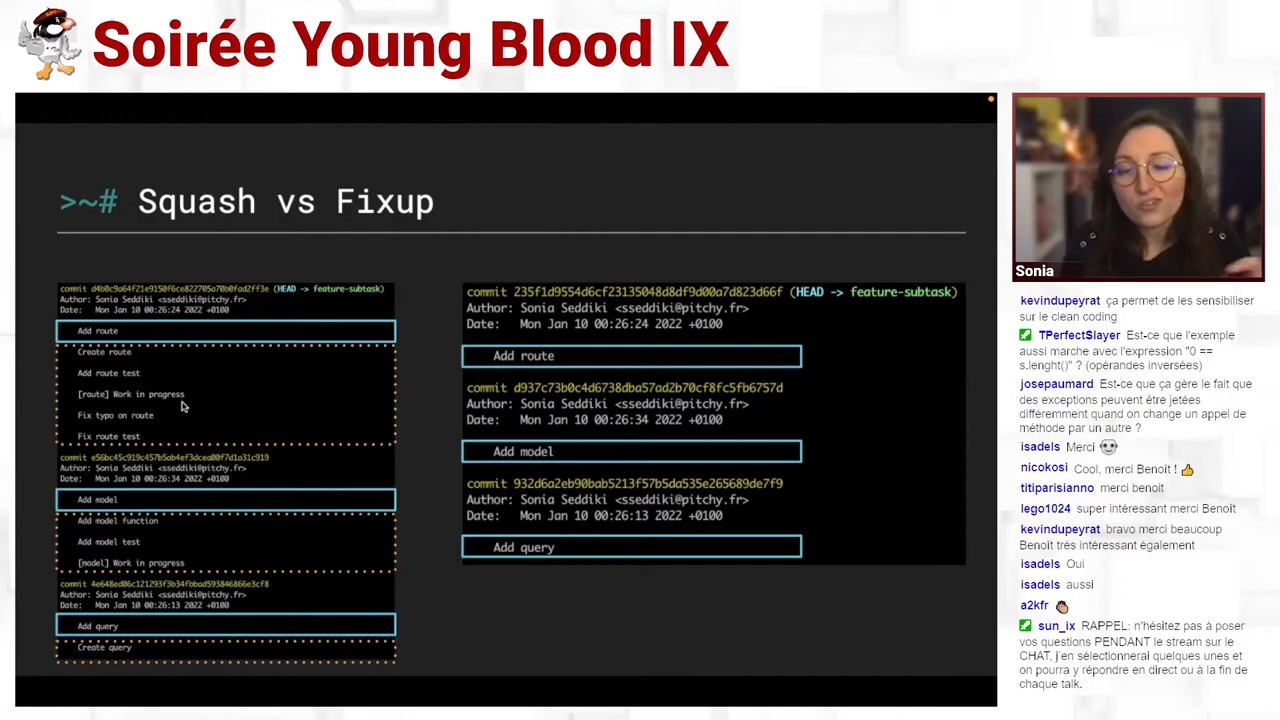 Soirée Young Blood IX
>~# Squash vs Fixup
commit d4b0c9a64f21e9150f6ce822705a70b0fad2ff3e (HEAD -> feature-subtask)
Author: Sonia Seddiki <sseddiki@pitchy.fr>
Date: Mon Jan 10 00:26:24 2022 +0100
Add route
Create route
Add route test
[route] Work in progress
Fix typo on route
Fix route test
commit e56bc45c919c457b5ab4ef3dcea00f7d1a31c919
Author: Sonia Seddiki <sseddiki@pitchy.fr>
Date: Mon Jan 10 00:26:34 2022 +0100
Add model
Add model function
Add model test
[model] Work in progress
commit 4e648ed06c121293f3b34fbbad593846866e3cf8
Author: Sonia Seddiki <sseddiki@pitchy.fr>
Date: Mon Jan 10 00:26:13 2022 +0100
Add query
Create query
commit 235f1d9554d6cf23135048d8df9d00a7d823d66f (HEAD -> feature-subtask)
Author: Sonia Seddiki <sseddiki@pitchy.fr>
Date: Mon Jan 10 00:26:24 2022 +0100
Add route
commit d937c73b0c4d6738dba57ad2b70cf8fc5fb6757d
Author: Sonia Seddiki <sseddiki@pitchy.fr>
Date: Mon Jan 10 00:26:34 2022 +0100
Add model
commit 932d6a2eb90bab5213f57b5da535e265689de7f9
Author: Sonia Seddiki <sseddiki@pitchy.fr>
Date: Mon Jan 10 00:26:13 2022 +0100
Add query
Sonia
kevindupeyrat ça permet de les sensibiliser
sur le clean coding
TPerfectSlayer Est-ce que l'exemple
aussi marche avec l'expression "0 ==
s.lenght()" ? (opérandes inversées)
josepaumard Est-ce que ça gère le fait que
des exceptions peuvent être jetées
différemment quand on change un appel de
méthode par un autre ?
isadels Merci
nicokosi Cool, merci Benoît !
titiparisianno merci benoit
lego1024 super intéressant merci Benoît
kevindupeyrat bravo merci beaucoup
Benoît très intéressant également
isadels Oui
isadels aussi
a2kfr
sun_ix RAPPEL: n'hésitez pas à poser
vos questions PENDANT le stream sur le
CHAT, j'en sélectionnerai quelques unes et
on pourra y répondre en direct ou à la fin de
chaque talk.